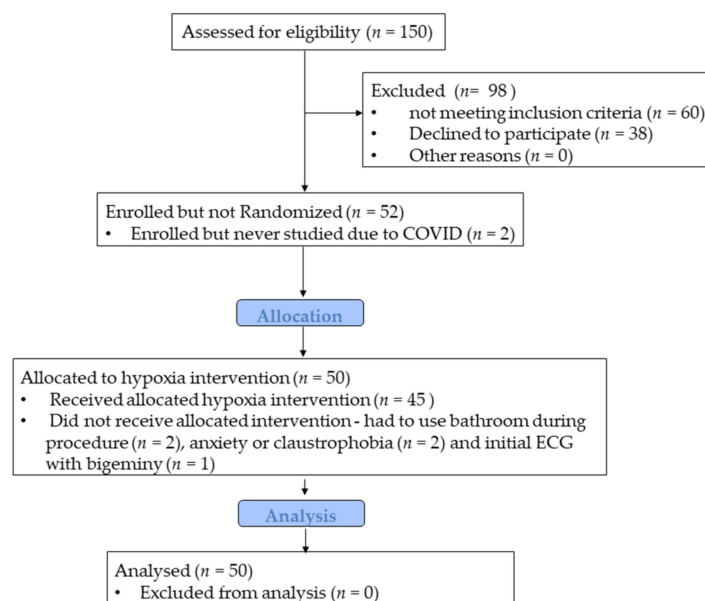 Assessed for eligibility (n = 150)
Excluded (n= 98 )
• not meeting inclusion criteria (n = 60)
• Declined to participate (n = 38)
• Other reasons (n = 0)
Enrolled but not Randomized (n = 52)
• Enrolled but never studied due to COVID (n = 2)
Allocation
Allocated to hypoxia intervention (n = 50)
• Received allocated hypoxia intervention (n = 45 )
• Did not receive allocated intervention - had to use bathroom during
procedure (n = 2), anxiety or claustrophobia (n = 2) and initial ECG
with bigeminy (n = 1)
Analysis
Analysed (n = 50)
• Excluded from analysis (n = 0)